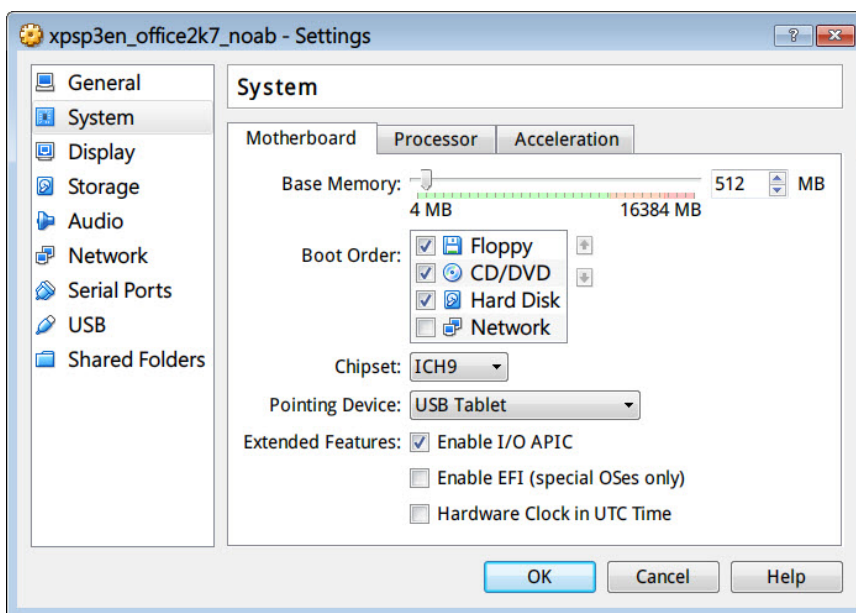 xpsp3en_office2k7_noab - Settings
General
System
Display
Storage
Audio
Network
Serial Ports
USB
Shared Folders
System
Motherboard Processor Acceleration
Base Memory: 512 MB
4 MB 16384 MB
Boot Order:
Floppy
CD/DVD
Hard Disk
Network
Chipset: ICH9
Pointing Device: USB Tablet
Extended Features: Enable I/O APIC
Enable EFI (special OSes only)
Hardware Clock in UTC Time
OK Cancel Help